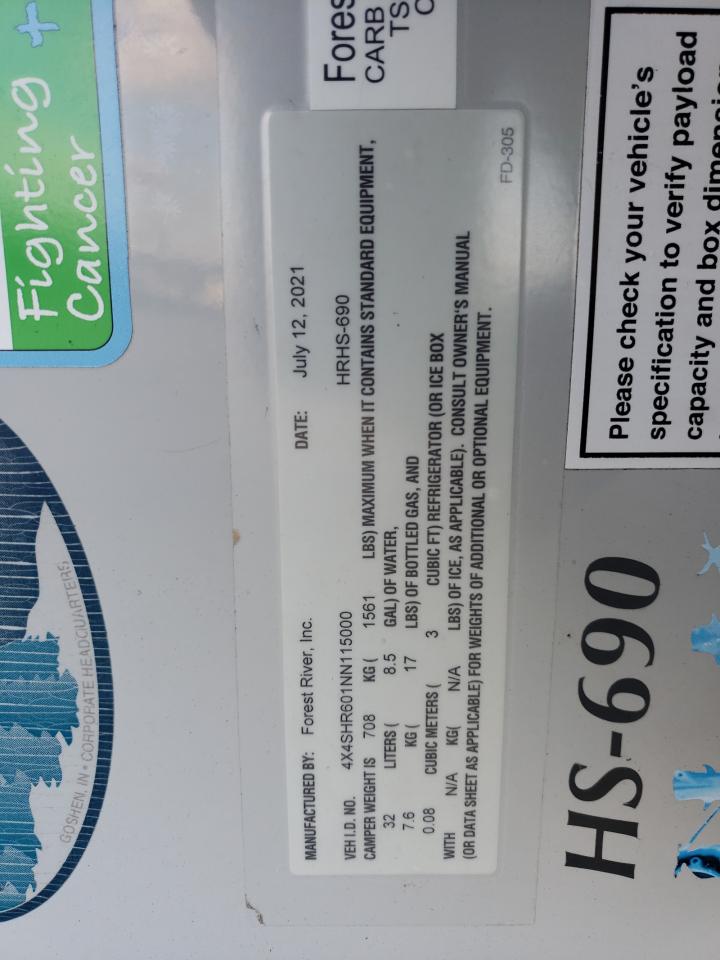 Fighting +
Cancer
GOSHEN, IN • CORPORATE HEADQUARTERS
CARB
MANUFACTURED BY: Forest River, Inc. DATE: July 12, 2021
VEH I.D. NO. 4X4SHR601NN115000 HRHS-690
CAMPER WEIGHT IS 708 KG ( 1561 LBS) MAXIMUM WHEN IT CONTAINS STANDARD EQUIPMENT,
32 LITERS ( 8.5 GAL) OF WATER,
7.6 KG ( 17 LBS) OF BOTTLED GAS, AND
0.08 CUBIC METERS ( 3 CUBIC FT) REFRIGERATOR (OR ICE BOX
WITH N/A KG( N/A LBS) OF ICE, AS APPLICABLE). CONSULT OWNER'S MANUAL
(OR DATA SHEET AS APPLICABLE) FOR WEIGHTS OF ADDITIONAL OR OPTIONAL EQUIPMENT.
FD-305
HS-690
Please check your vehicle's
specification to verify payload
capacity and box